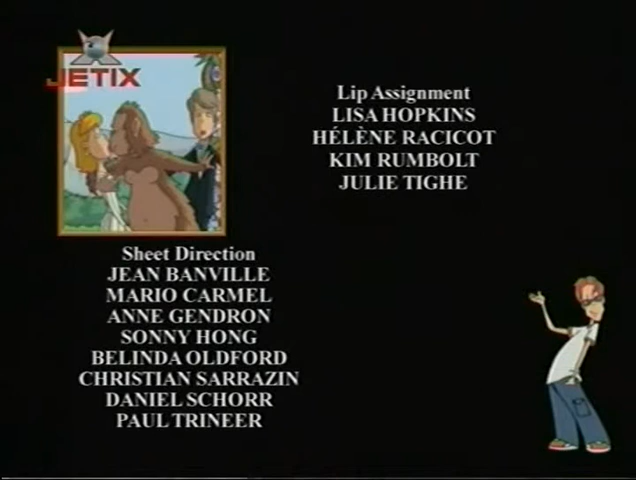 JETIX
Lip Assignment
LISA HOPKINS
HÉLÈNE RACICOT
KIM RUMBOLT
JULIE TIGHE
Sheet Direction
JEAN BANVILLE
MARIO CARMEL
ANNE GENDRON
SONNY HONG
BELINDA OLDFORD
CHRISTIAN SARRAZIN
DANIEL SCHORR
PAUL TRINEER